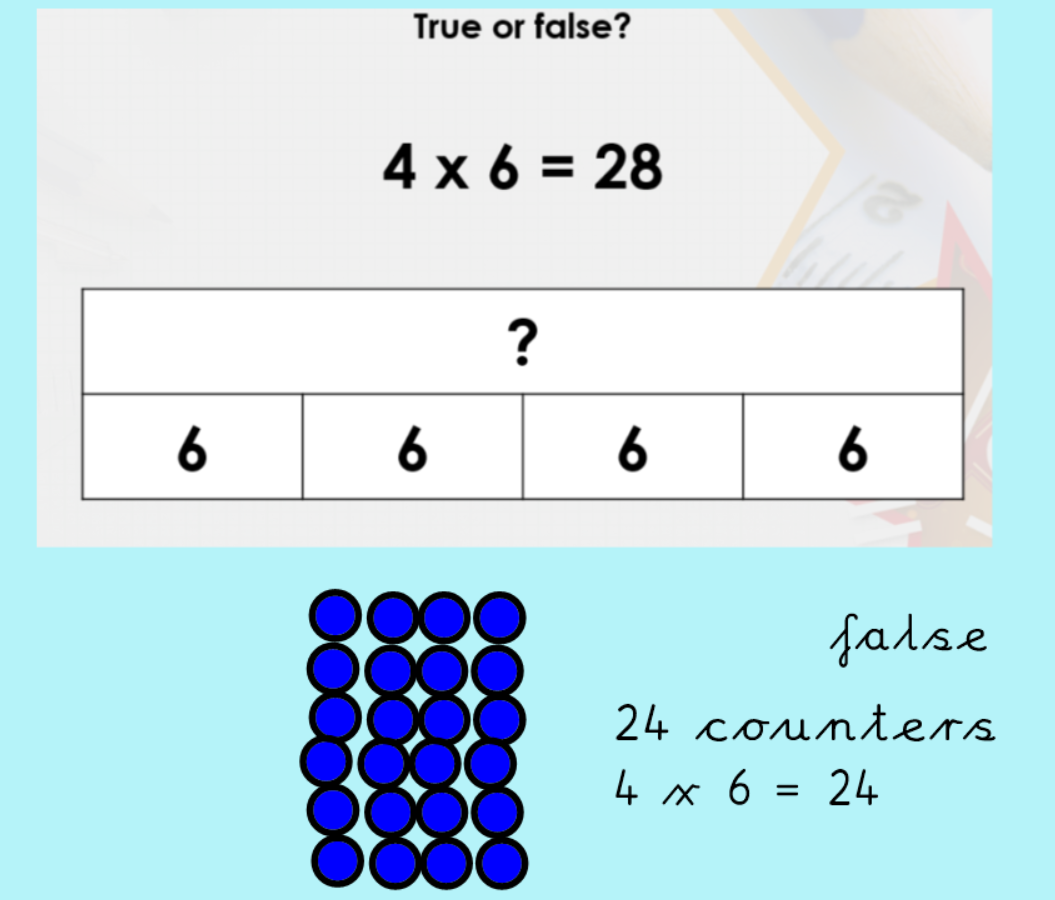 True or false?
4 x 6 = 28
?
6 6 6 6
false
24 counters
4 x 6 = 24